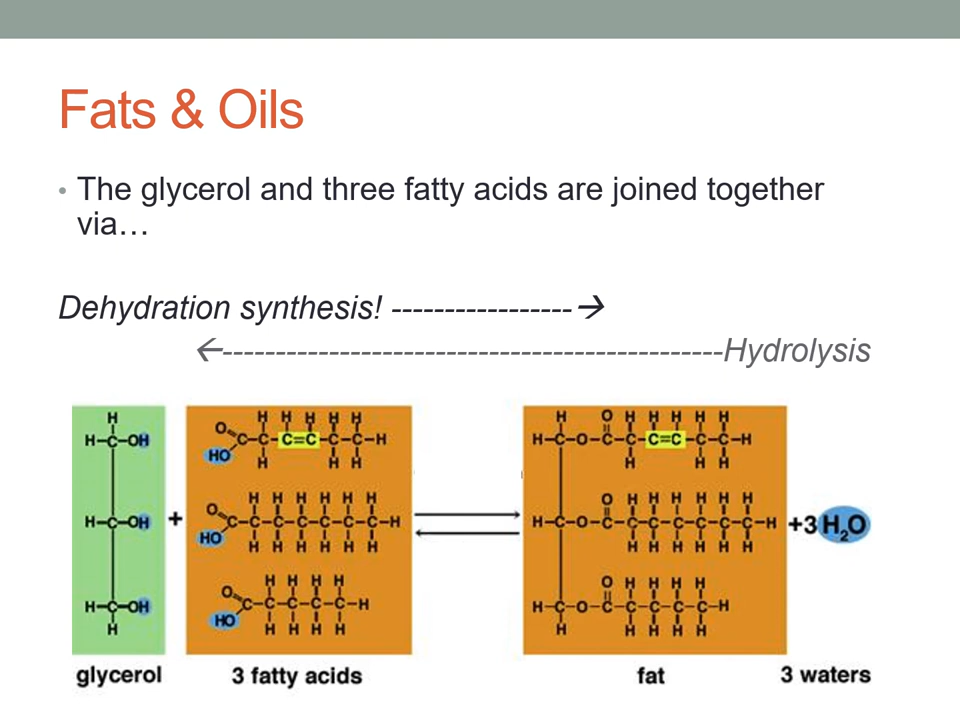 Fats & Oils
• The glycerol and three fatty acids are joined together
via…
Dehydration synthesis! -----------------→
←-----------------------------------------------Hydrolysis
H H H H H H H O H H H H H
H-C-OH O C-C-C=C-C-C-H H-C-O-C-C-C=C-C-C-H
HO H H H H H H
H H H H H H O H H H H H H
H-C-OH + O C-C-C-C-C-C-C-H H-C-O-C-C-C-C-C-C-C-H +3 H₂O
HO H H H H H H H H H H H H
H H H H O H H H H
H-C-OH O C-C-C-C-C-H H-C-O-C-C-C-C-C-H
H HO H H H H H H H H H
glycerol 3 fatty acids fat 3 waters